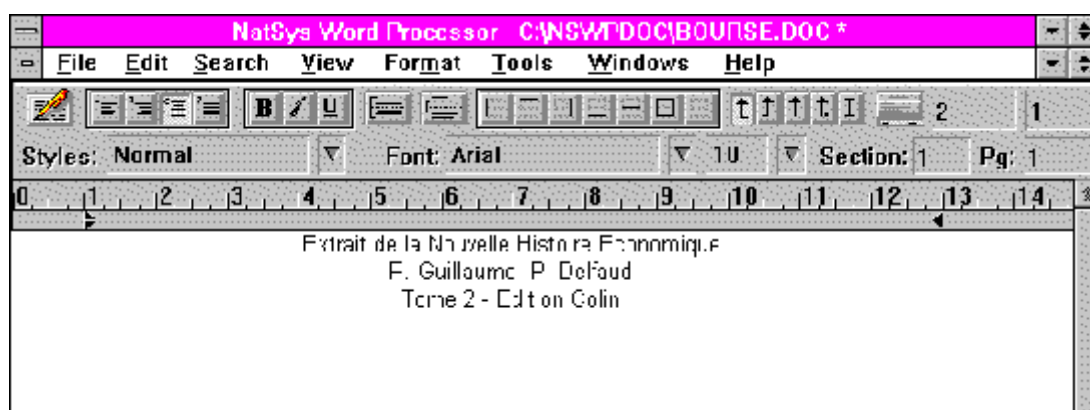 NatSys Word Processor C:\NSWPDOC\BOURSE.DOC *
File Edit Search View Format Tools Windows Help
B I U 2 1
Styles: Normal Font: Arial 10 Section: 1 Pg: 1
0 1 2 3 4 5 6 7 8 9 10 11 12 13 14
Extrait de la Nouvelle Histoire Economique
P. Delfaud
Tome 2 - Edition Colin